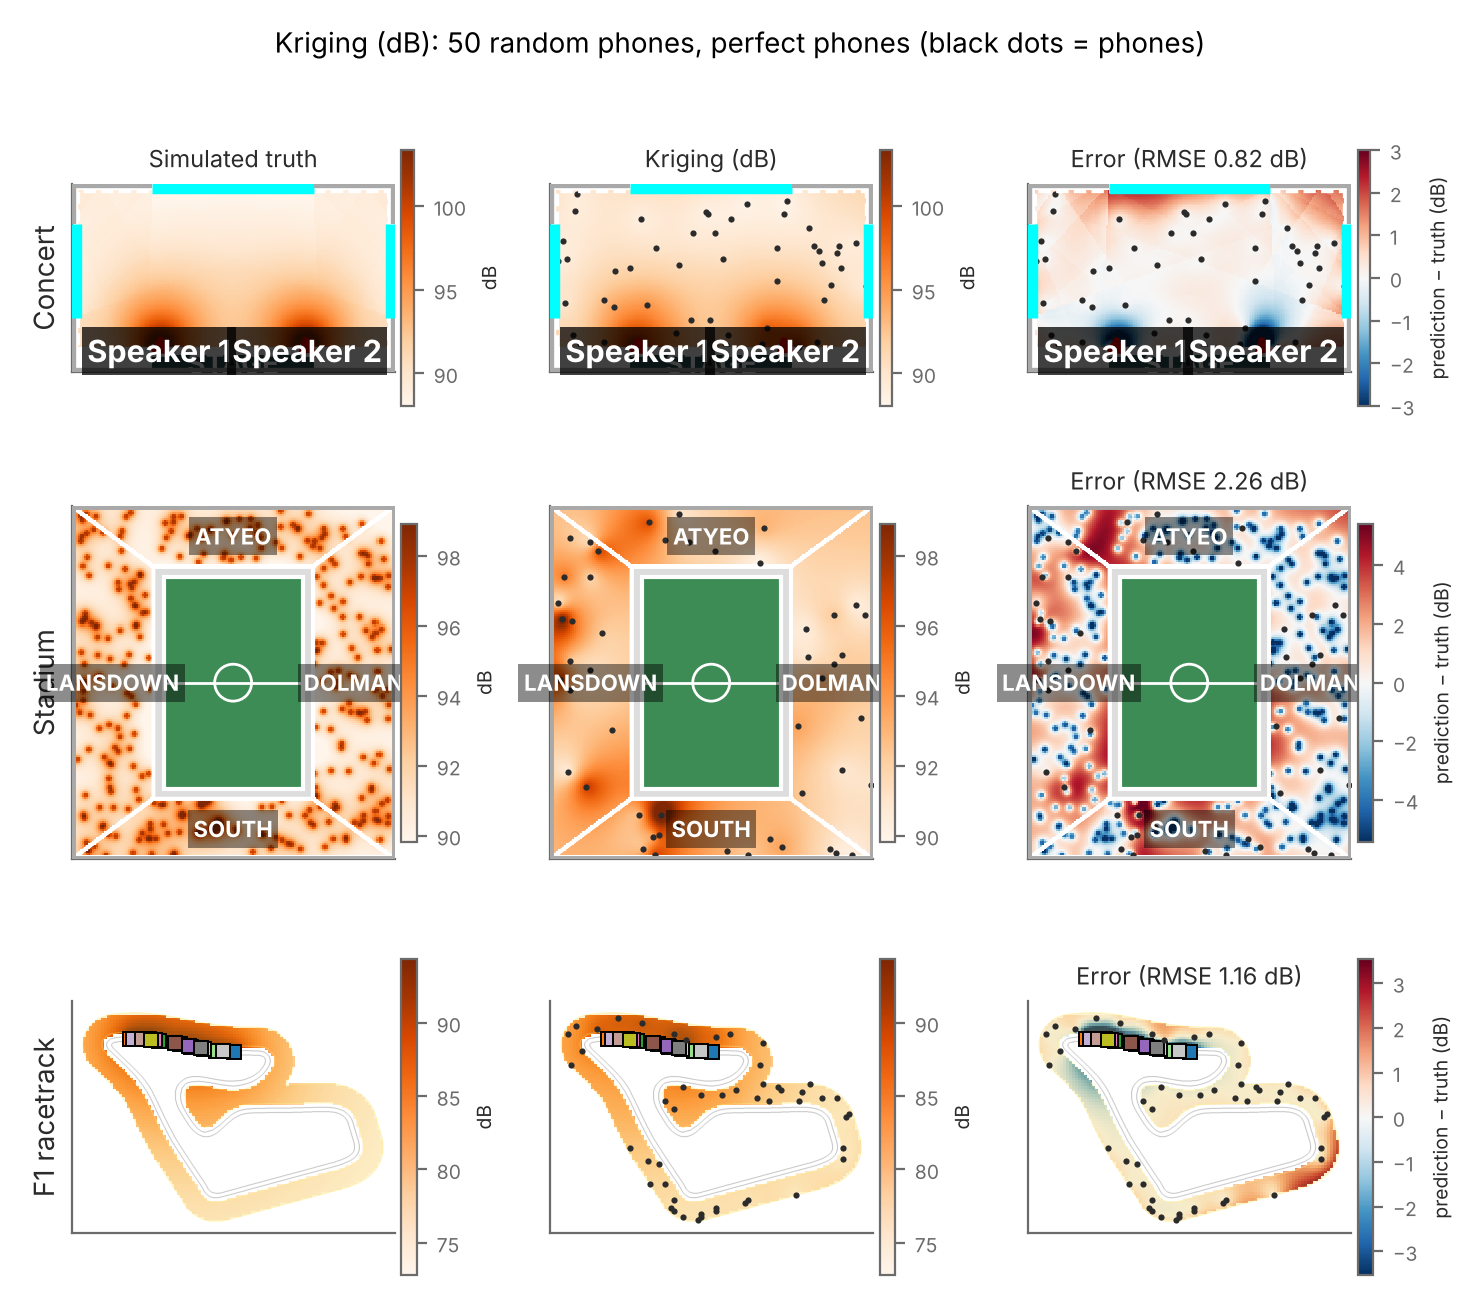 Kriging (dB): 50 random phones, perfect phones (black dots = phones)
Simulated truth
Kriging (dB)
Error (RMSE 0.82 dB)
Concert
Speaker 1
Speaker 2
100
95
90
dB
Speaker 1
Speaker 2
100
95
90
dB
Speaker 1
Speaker 2
3
2
1
0
−1
−2
−3
prediction − truth (dB)
Error (RMSE 2.26 dB)
Stadium
ATYEO
LANSDOWN
DOLMAN
SOUTH
98
96
94
92
90
dB
ATYEO
LANSDOWN
DOLMAN
SOUTH
98
96
94
92
90
dB
ATYEO
LANSDOWN
DOLMAN
SOUTH
4
2
0
−2
−4
prediction − truth (dB)
Error (RMSE 1.16 dB)
F1 racetrack
90
85
80
75
dB
90
85
80
75
dB
3
2
1
0
−1
−2
−3
prediction − truth (dB)